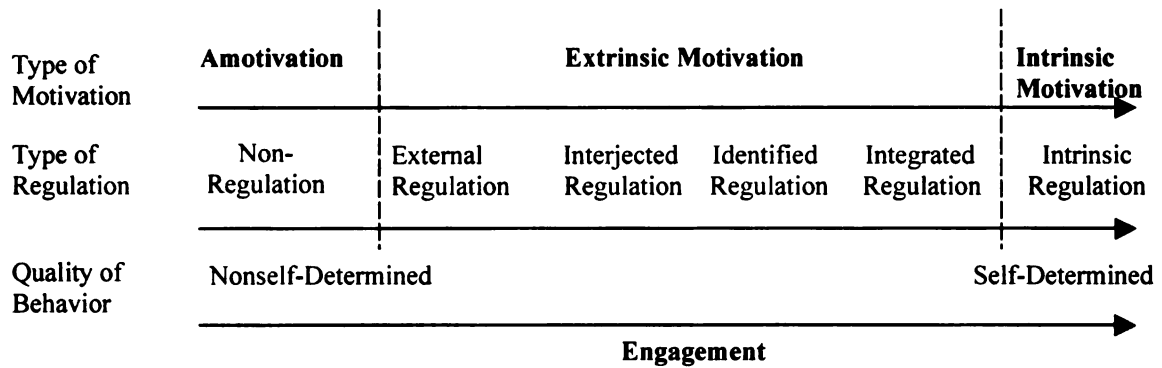 Type of
Motivation
Amotivation
Extrinsic Motivation
Intrinsic
Motivation
Type of
Regulation
Non-
Regulation
External
Regulation
Interjected
Regulation
Identified
Regulation
Integrated
Regulation
Intrinsic
Regulation
Quality of
Behavior
Nonself-Determined
Self-Determined
Engagement